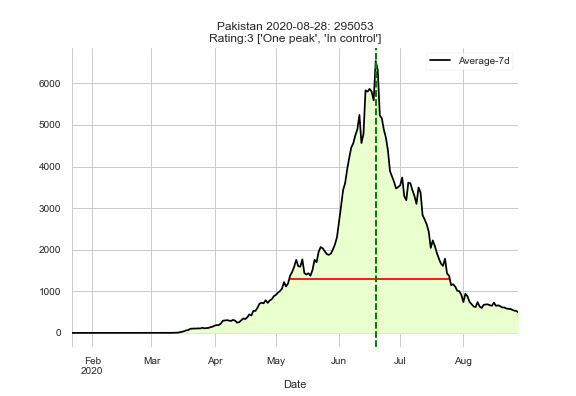 Pakistan 2020-08-28: 295053
Rating:3 ['One peak', 'In control']
Average-7d
6000
5000
4000
3000
2000
1000
0
Feb Mar Apr May Jun Jul Aug
2020
Date